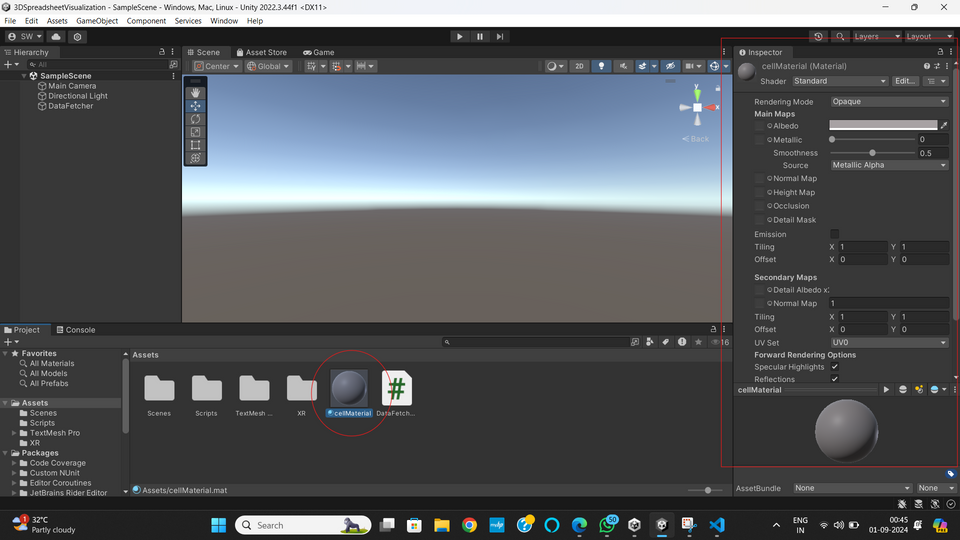 3DSpreadsheetVisualization - SampleScene - Windows, Mac, Linux - Unity 2022.3.44f1 <DX11>
File Edit Assets GameObject Component Services Window Help
SW
Layers Layout
Hierarchy
All
SampleScene
Main Camera
Directional Light
DataFetcher
Scene Asset Store Game
Center Global 2D
y
x
Back
Inspector
cellMaterial (Material)
Shader Standard Edit...
Rendering Mode Opaque
Main Maps
Albedo
Metallic 0
Smoothness 0.5
Source Metallic Alpha
Normal Map
Height Map
Occlusion
Detail Mask
Emission
Tiling X 1 Y 1
Offset X 0 Y 0
Secondary Maps
Detail Albedo x
Normal Map 1
Tiling X 1 Y 1
Offset X 0 Y 0
UV Set UV0
Forward Rendering Options
Specular Highlights
Reflections
cellMaterial
AssetBundle None None
Project Console
16
Favorites
All Materials
All Models
All Prefabs
Assets
Scenes
Scripts
TextMesh Pro
XR
Packages
Code Coverage
Custom NUnit
Editor Coroutines
JetBrains Rider Editor
Assets
Scenes Scripts TextMesh ... XR cellMaterial DataFetch...
Assets/cellMaterial.mat
1
32°C
Partly cloudy
Search
50
ENG
IN
00:45
01-09-2024